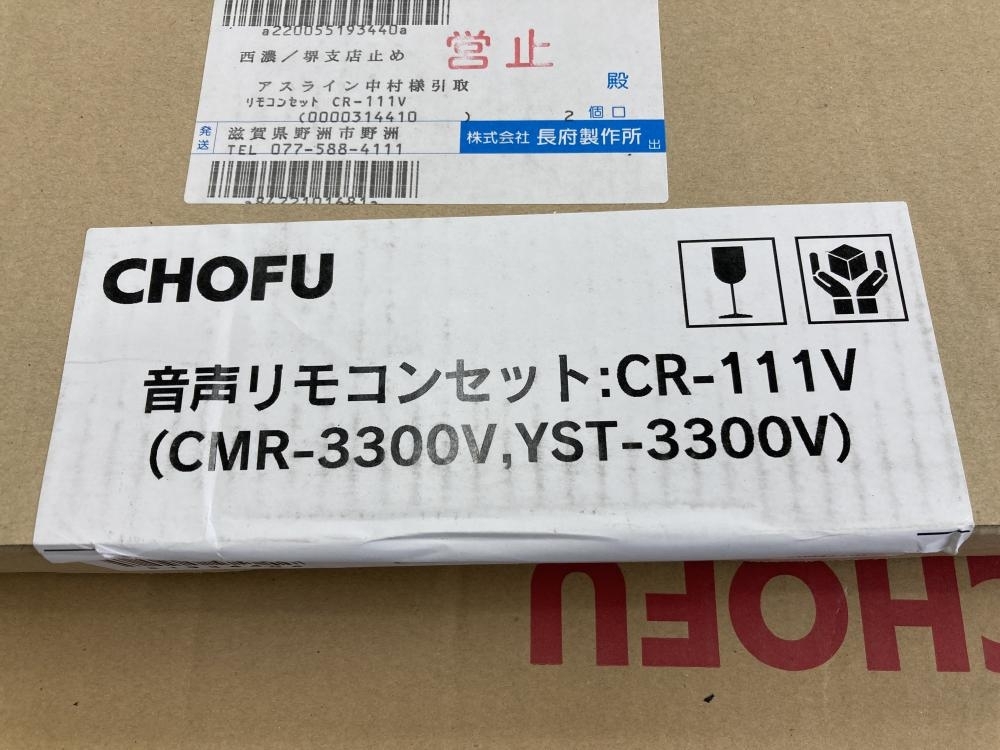 a220055193440a
西濃／堺支店止め
営止
アスライン中村様引取
殿
リモコンセット CR-111V
(0000314410 ) 2 個口
発送 滋賀県野洲市野洲
TEL 077-588-4111
株式会社 長府製作所 出
a84722101681a
CHOFU
音声リモコンセット:CR-111V
(CMR-3300V,YST-3300V)
CHOFU